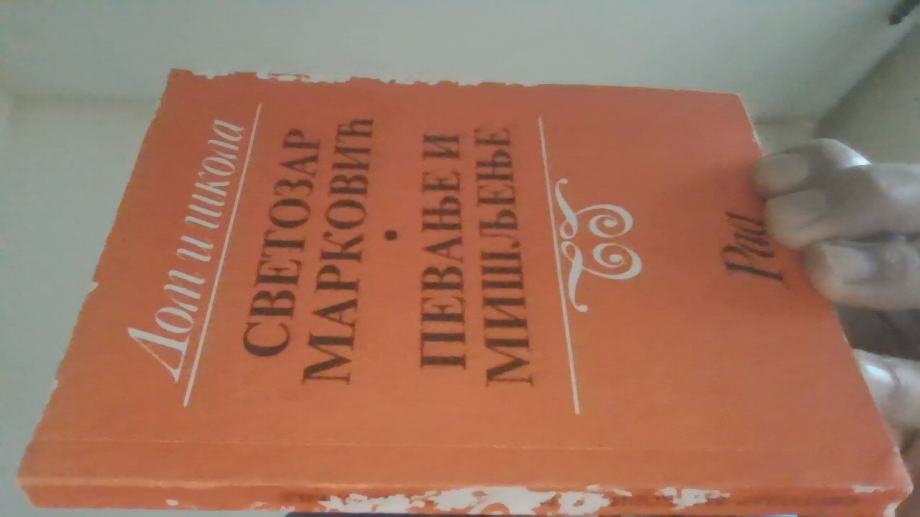 Дом и школа
СВЕТОЗАР
МАРКОВИЋ
•
ПЕВАЊЕ И
МИШЉЕЊЕ
Рад